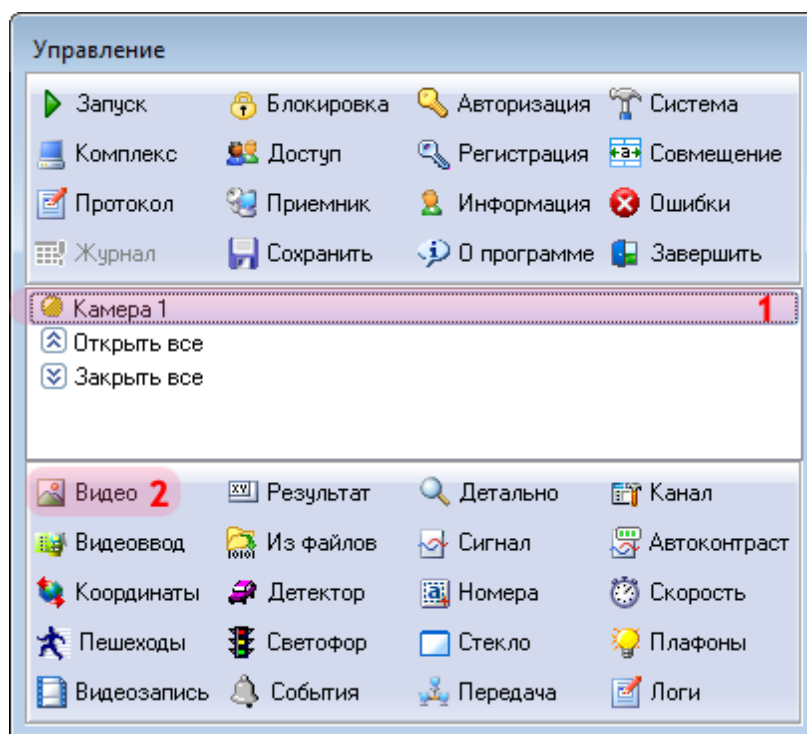 Управление
Запуск Блокировка Авторизация Система
Комплекс Доступ Регистрация Совмещение
Протокол Приемник Информация Ошибки
Журнал Сохранить О программе Завершить
Камера 1 1
Открыть все
Закрыть все
Видео 2 Результат Детально Канал
Видеоввод Из файлов Сигнал Автоконтраст
Координаты Детектор Номера Скорость
Пешеходы Светофор Стекло Плафоны
Видеозапись События Передача Логи